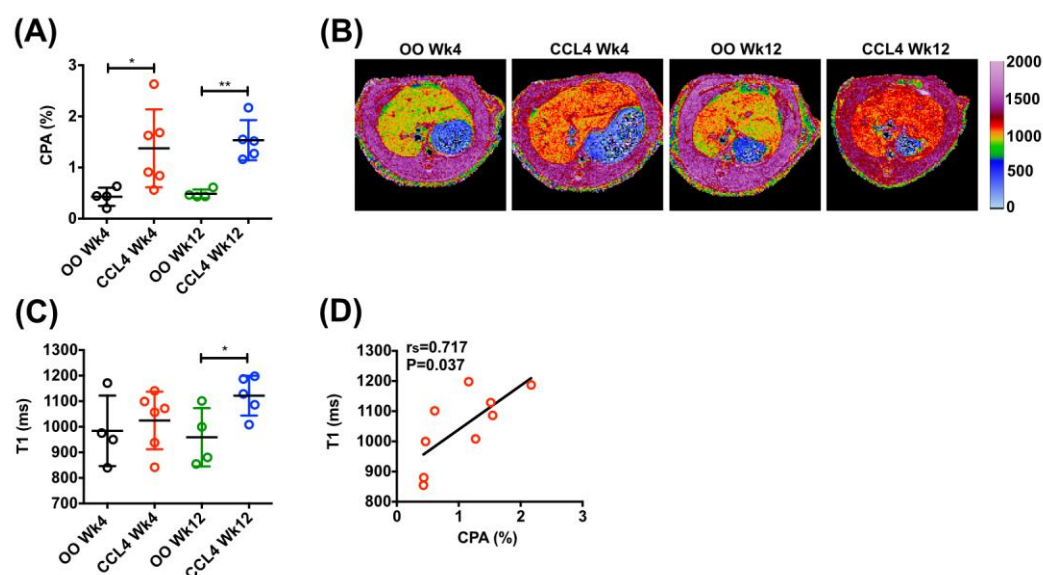 (A)
*
**
3
2
1
0
CPA (%)
OO Wk4
CCL4 Wk4
OO Wk12
CCL4 Wk12
(B)
OO Wk4
CCL4 Wk4
OO Wk12
CCL4 Wk12
2000
1500
1000
500
0
(C)
*
1300
1200
1100
1000
900
800
700
T1 (ms)
OO Wk4
CCL4 Wk4
OO Wk12
CCL4 Wk12
(D)
rs=0.717
P=0.037
1300
1200
1100
1000
900
800
T1 (ms)
0 1 2 3
CPA (%)